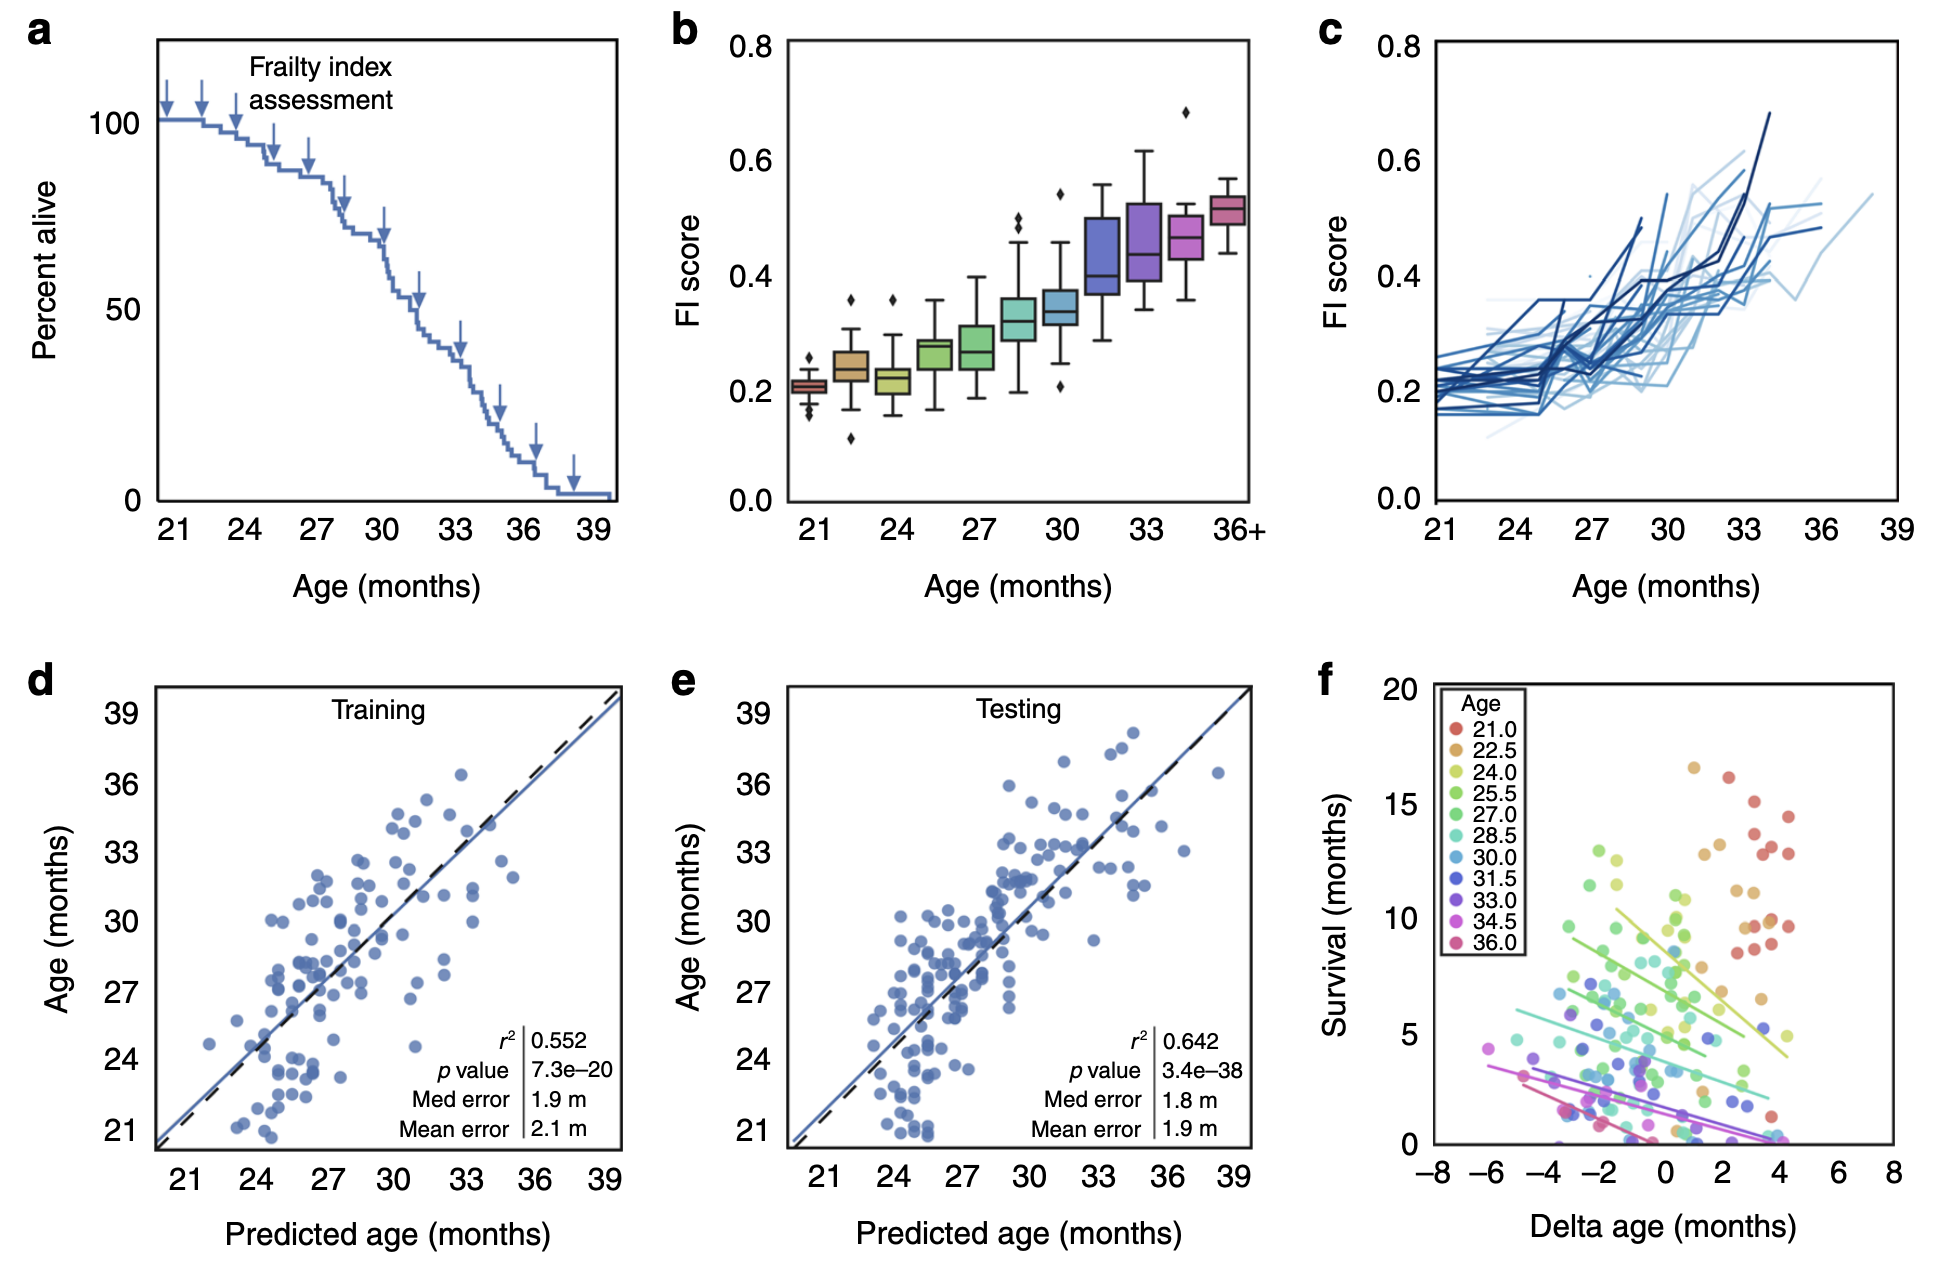 a
Frailty index
assessment
100
50
0
Percent alive
21 24 27 30 33 36 39
Age (months)
b
0.8
0.6
0.4
0.2
0.0
FI score
21 24 27 30 33 36+
Age (months)
c
0.8
0.6
0.4
0.2
0.0
FI score
21 24 27 30 33 36 39
Age (months)
d
Training
39
36
33
30
27
24
21
Age (months)
r² 0.552
p value 7.3e–20
Med error 1.9 m
Mean error 2.1 m
21 24 27 30 33 36 39
Predicted age (months)
e
Testing
39
36
33
30
27
24
21
Age (months)
r² 0.642
p value 3.4e–38
Med error 1.8 m
Mean error 1.9 m
21 24 27 30 33 36 39
Predicted age (months)
f
20
15
10
5
0
Survival (months)
Age
21.0
22.5
24.0
25.5
27.0
28.5
30.0
31.5
33.0
34.5
36.0
–8 –6 –4 –2 0 2 4 6 8
Delta age (months)